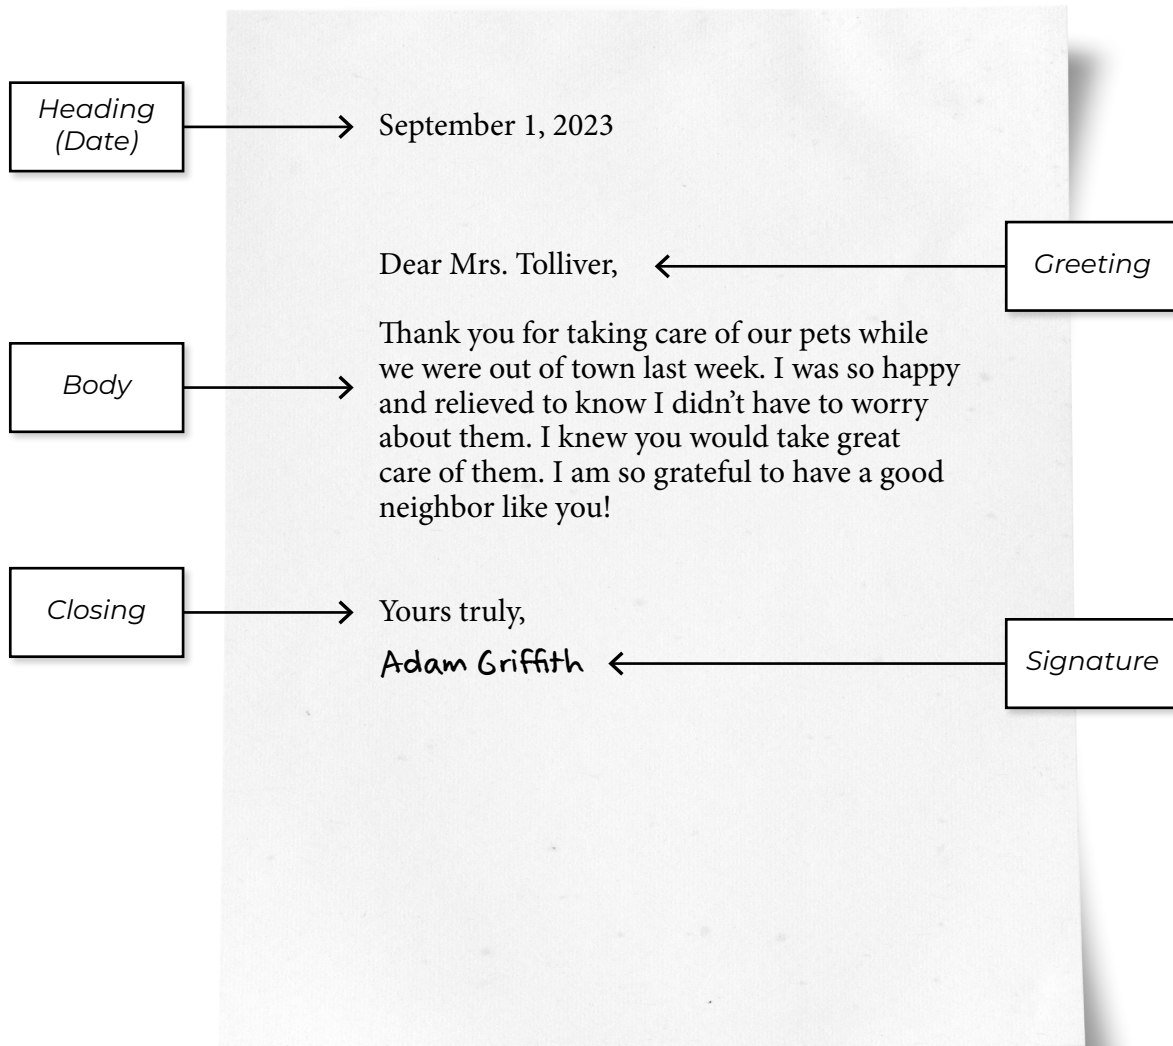 Heading
(Date)
September 1, 2023
Dear Mrs. Tolliver,
Greeting
Thank you for taking care of our pets while
we were out of town last week. I was so happy
Body
and relieved to know I didn’t have to worry
about them. I knew you would take great
care of them. I am so grateful to have a good
neighbor like you!
Closing
Yours truly,
Adam Griffith
Signature